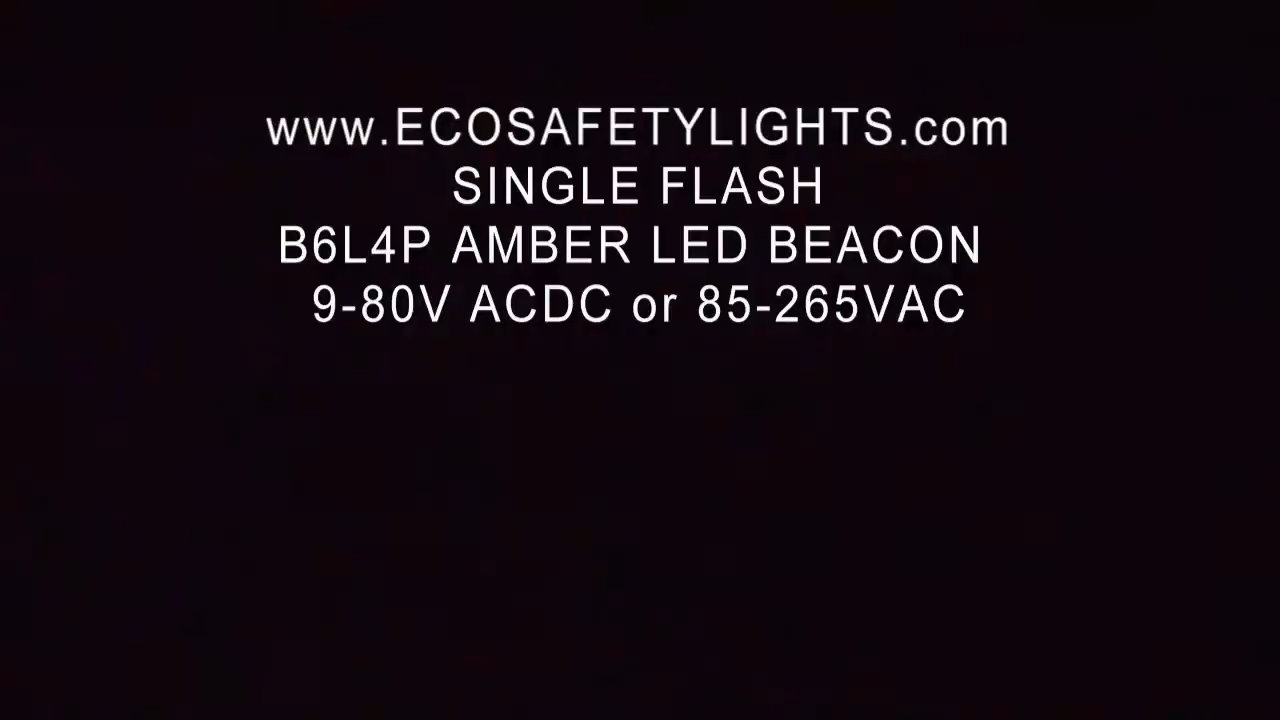 www.ECOSAFETYLIGHTS.com
SINGLE FLASH
B6L4P AMBER LED BEACON
9-80V ACDC or 85-265VAC